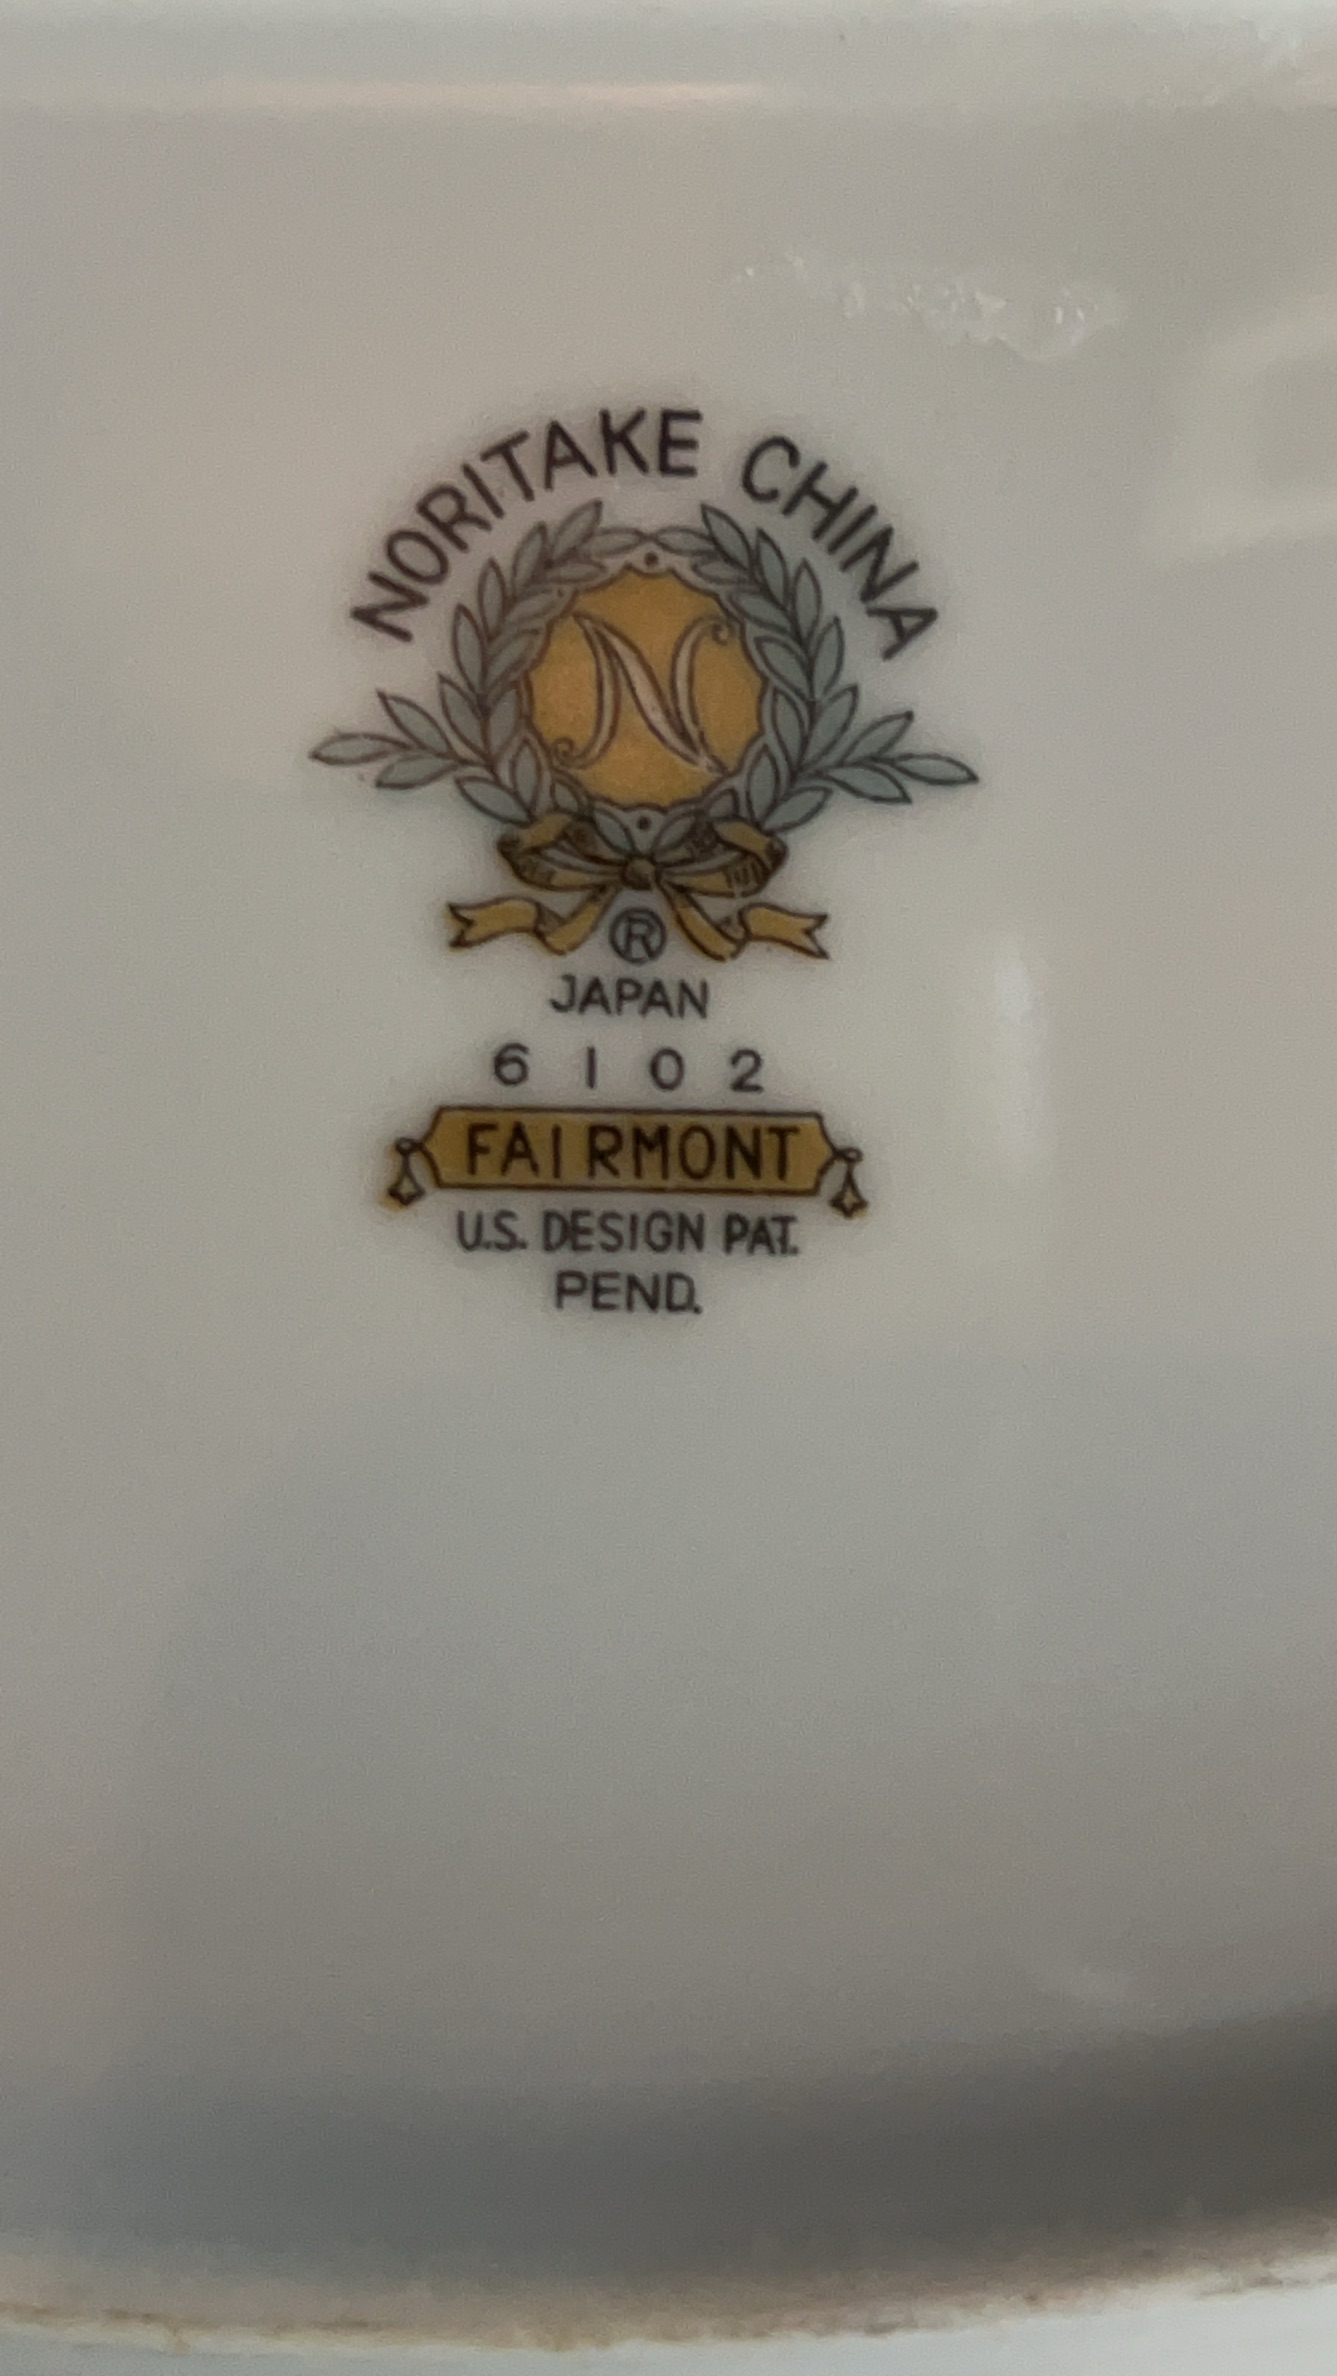 NORITAKE CHINA
N
®
JAPAN
6102
FAIRMONT
U.S. DESIGN PAT.
PEND.